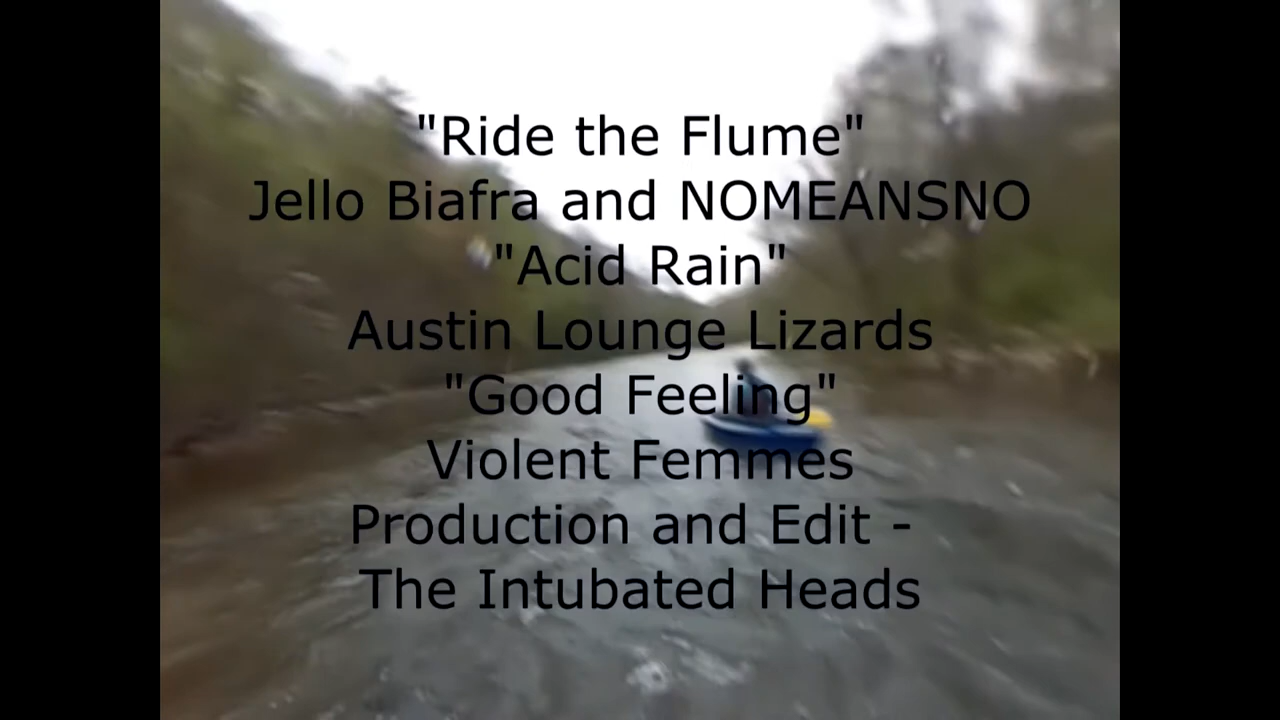 "Ride the Flume"
Jello Biafra and NOMEANSNO
"Acid Rain"
Austin Lounge Lizards
"Good Feeling"
Violent Femmes
Production and Edit -
The Intubated Heads